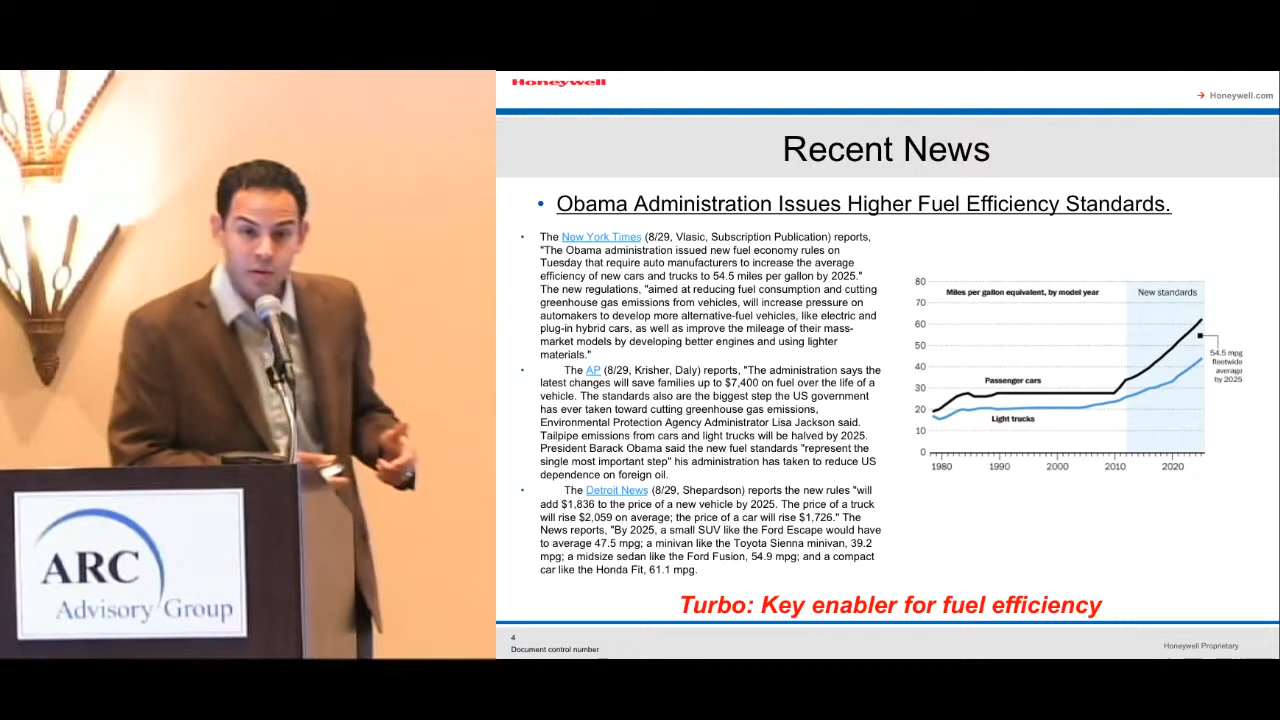 Honeywell
→ Honeywell.com
Recent News
• Obama Administration Issues Higher Fuel Efficiency Standards.
• The New York Times (8/29, Vlasic, Subscription Publication) reports,
"The Obama administration issued new fuel economy rules on
Tuesday that require auto manufacturers to increase the average
efficiency of new cars and trucks to 54.5 miles per gallon by 2025."
The new regulations, "aimed at reducing fuel consumption and cutting
greenhouse gas emissions from vehicles, will increase pressure on
automakers to develop more alternative-fuel vehicles, like electric and
plug-in hybrid cars, as well as improve the mileage of their mass-
market models by developing better engines and using lighter
materials."
• The AP (8/29, Krisher, Daly) reports, "The administration says the
latest changes will save families up to $7,400 on fuel over the life of a
vehicle. The standards also are the biggest step the US government
has ever taken toward cutting greenhouse gas emissions,
Environmental Protection Agency Administrator Lisa Jackson said.
Tailpipe emissions from cars and light trucks will be halved by 2025.
President Barack Obama said the new fuel standards "represent the
single most important step" his administration has taken to reduce US
dependence on foreign oil.
• The Detroit News (8/29, Shepardson) reports the new rules "will
add $1,836 to the price of a new vehicle by 2025. The price of a truck
will rise $2,059 on average; the price of a car will rise $1,726." The
News reports, "By 2025, a small SUV like the Ford Escape would have
to average 47.5 mpg; a minivan like the Toyota Sienna minivan, 39.2
mpg; a midsize sedan like the Ford Fusion, 54.9 mpg; and a compact
car like the Honda Fit, 61.1 mpg.
Miles per gallon equivalent, by model year
New standards
80
70
60
50
40
30
20
10
0
Passenger cars
Light trucks
54.5 mpg
fleetwide
average
by 2025
1980 1990 2000 2010 2020
Turbo: Key enabler for fuel efficiency
4
Document control number
Honeywell Proprietary
ARC
Advisory Group